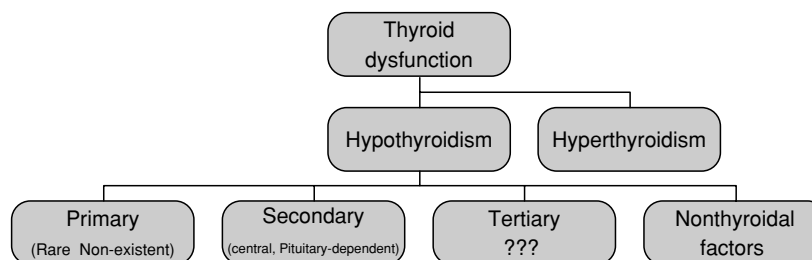 Thyroid
dysfunction
Hypothyroidism
Hyperthyroidism
Primary
(Rare Non-existent)
Secondary
(central, Pituitary-dependent)
Tertiary
???
Nonthyroidal
factors